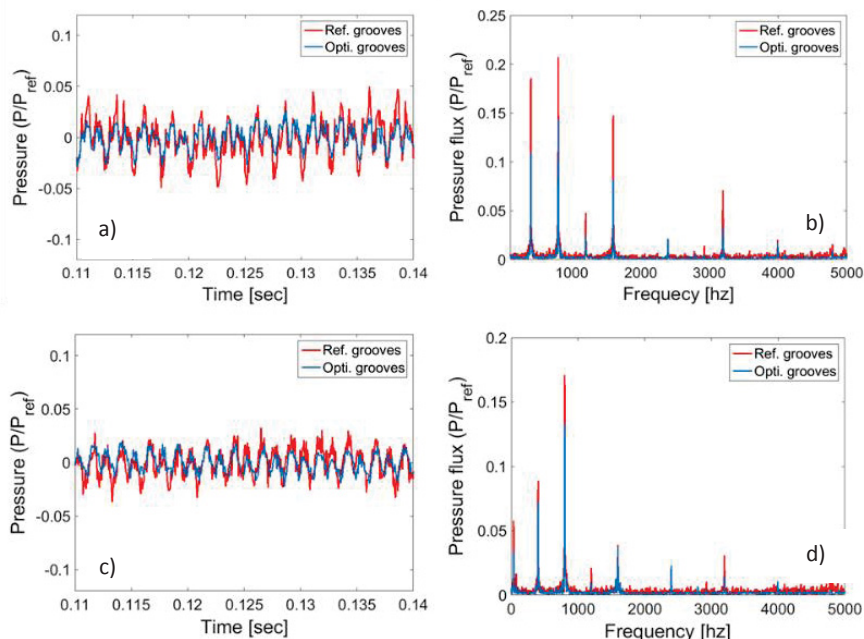 0.1
0.05
0
-0.05
-0.1
Pressure (P/Pref)
Ref. grooves
Opti. grooves
a)
0.11 0.115 0.12 0.125 0.13 0.135 0.14
Time [sec]
0.25
0.2
0.15
0.1
0.05
0
Pressure flux (P/Pref)
Ref. grooves
Opti. grooves
b)
1000 2000 3000 4000 5000
Frequecy [hz]
0.1
0.05
0
-0.05
-0.1
Pressure (P/Pref)
Ref. grooves
Opti. grooves
c)
0.11 0.115 0.12 0.125 0.13 0.135 0.14
Time [sec]
0.2
0.15
0.1
0.05
0
Pressure flux (P/Pref)
Ref. grooves
Opti. grooves
d)
0 1000 2000 3000 4000 5000
Frequency [hz]